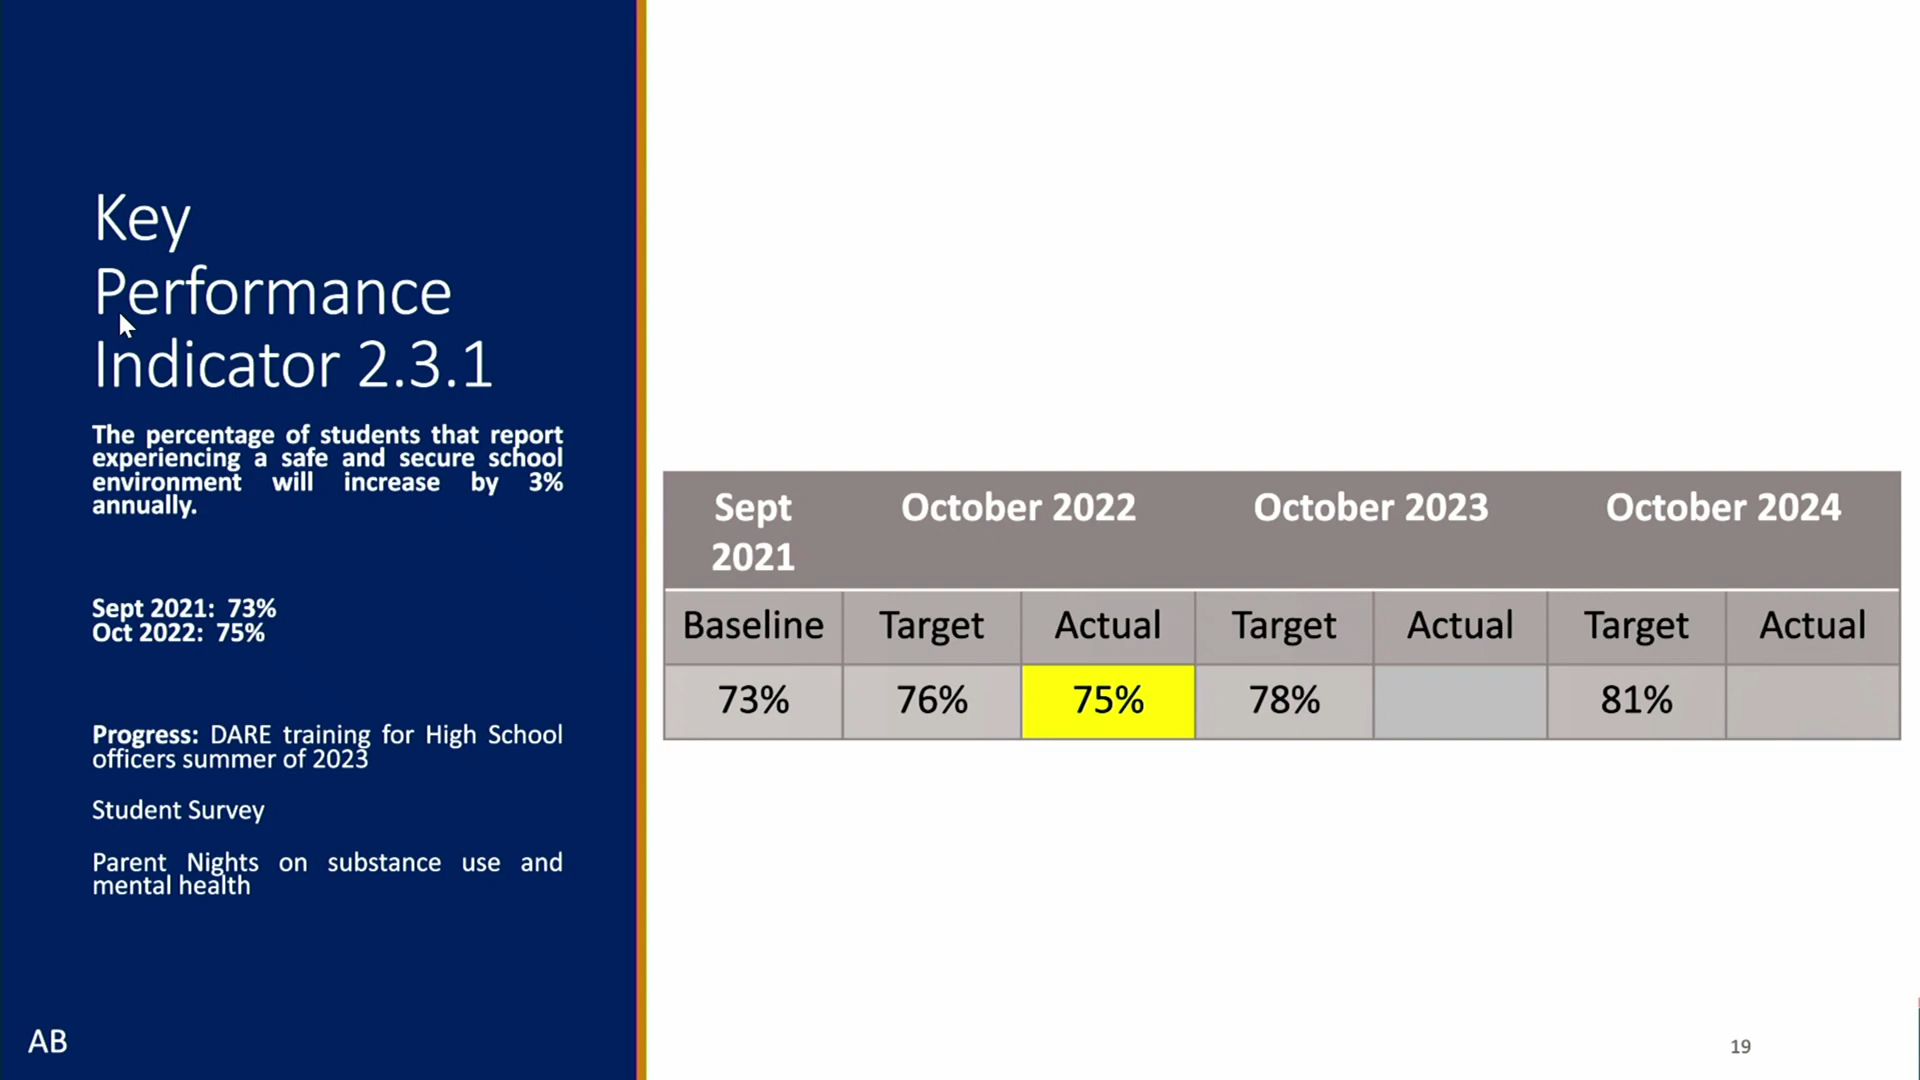 Key
Performance
Indicator 2.3.1
The percentage of students that report
experiencing a safe and secure school
environment will increase by 3%
annually.
Sept 2021: 73%
Oct 2022: 75%
Progress: DARE training for High School
officers summer of 2023
Student Survey
Parent Nights on substance use and
mental health
AB
Sept 2021 October 2022 October 2023 October 2024
Baseline Target Actual Target Actual Target Actual
73% 76% 75% 78% 81%
19